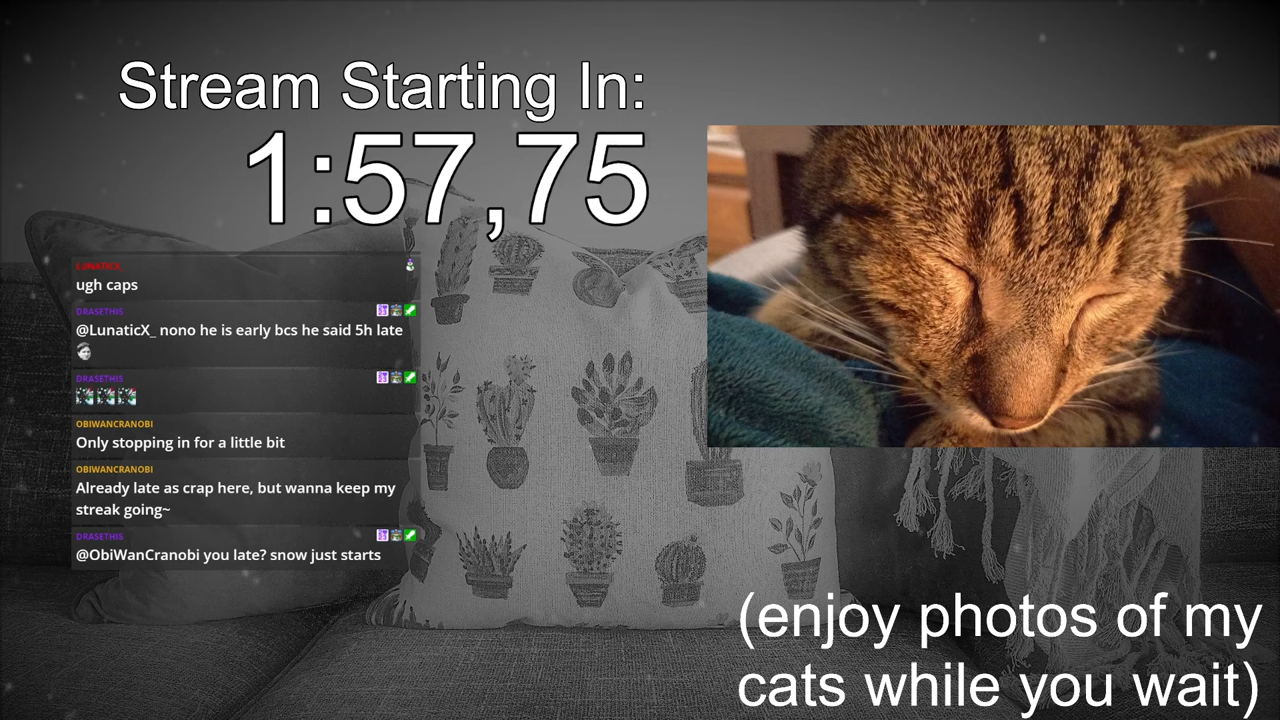 Stream Starting In:
1:57,75
LUNATICX_
ugh caps
DRASETHIS
@LunaticX_ nono he is early bcs he said 5h late
DRASETHIS
OBIWANCRANOBI
Only stopping in for a little bit
OBIWANCRANOBI
Already late as crap here, but wanna keep my
streak going~
DRASETHIS
@ObiWanCranobi you late? snow just starts
(enjoy photos of my
cats while you wait)